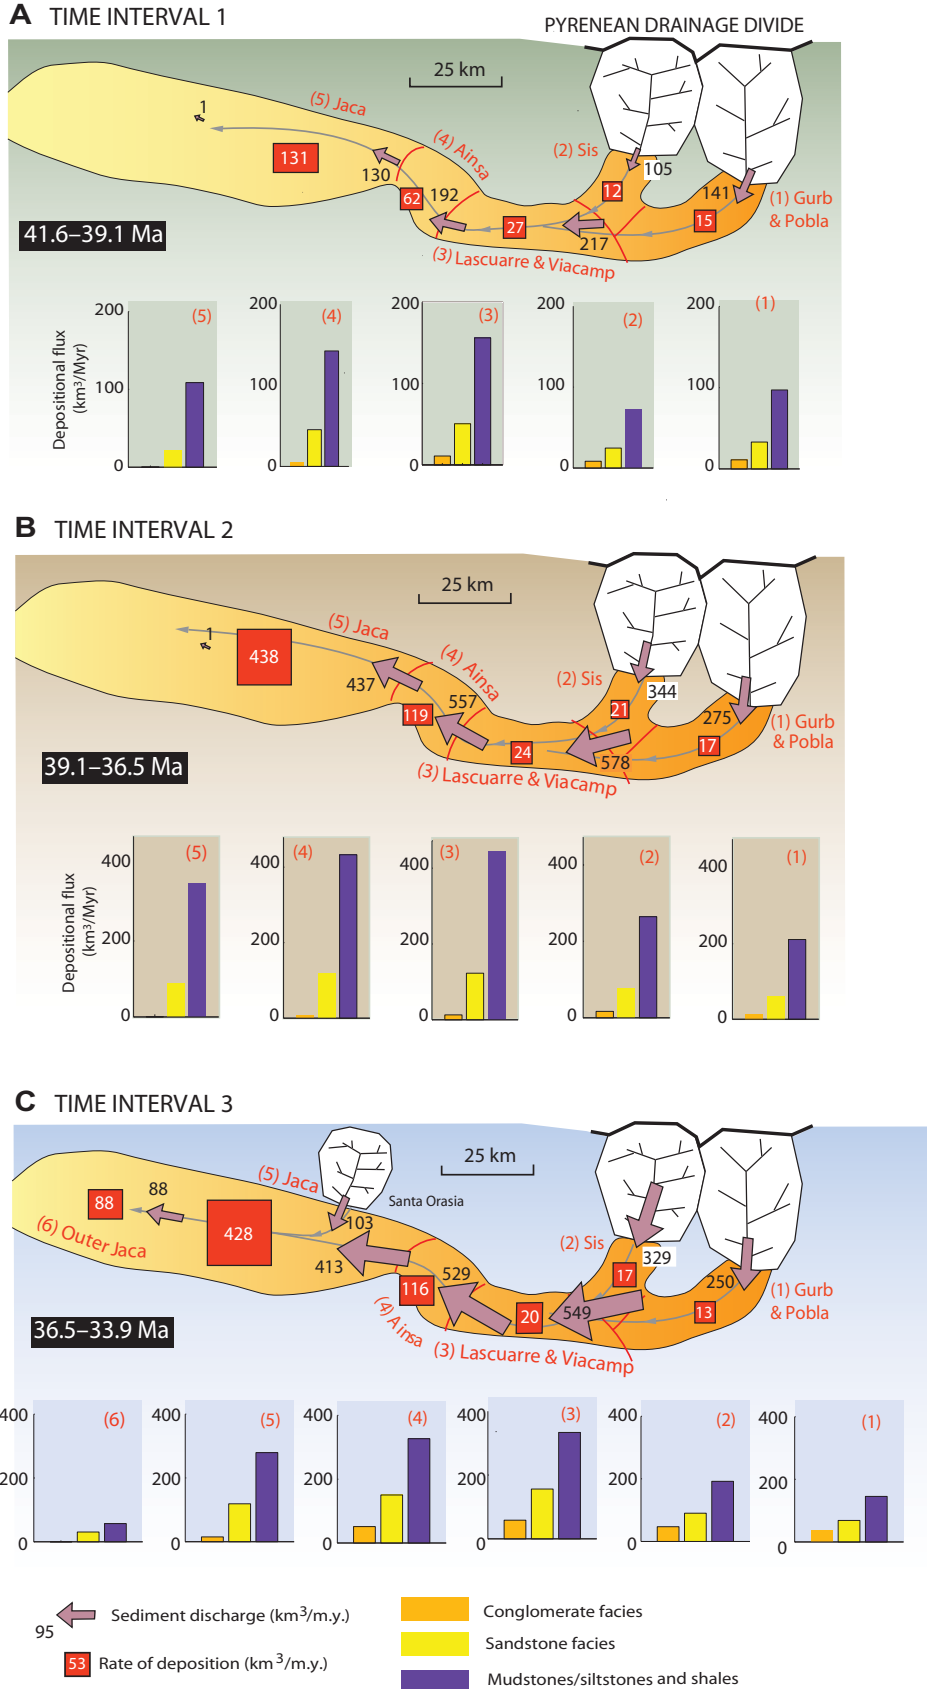 A TIME INTERVAL 1
PYRENEAN DRAINAGE DIVIDE
25 km
(5) Jaca
(4) Ainsa
(2) Sis
(1) Gurb
& Pobla
(3) Lascuarre & Viacamp
1
131
130
62
192
27
217
12
105
141
15
41.6–39.1 Ma
Depositional flux
(km³/Myr)
200
100
0
(5)
200
100
0
(4)
200
100
0
(3)
200
100
0
(2)
200
100
0
(1)
B TIME INTERVAL 2
25 km
(5) Jaca
(4) Ainsa
(2) Sis
(1) Gurb
& Pobla
(3) Lascuarre & Viacamp
1
438
437
119
557
24
578
21
344
275
17
39.1–36.5 Ma
Depositional flux
(km³/Myr)
400
200
0
(5)
400
200
0
(4)
400
200
0
(3)
400
200
0
(2)
400
200
0
(1)
C TIME INTERVAL 3
25 km
(5) Jaca
Santa Orasia
(2) Sis
(6) Outer Jaca
(4) Ainsa
(1) Gurb
& Pobla
(3) Lascuarre & Viacamp
88
88
428
103
413
116
529
20
549
17
329
250
13
36.5–33.9 Ma
400
200
0
(6)
400
200
0
(5)
400
200
0
(4)
400
200
0
(3)
400
200
0
(2)
400
200
0
(1)
95
Sediment discharge (km³/m.y.)
53 Rate of deposition (km³/m.y.)
Conglomerate facies
Sandstone facies
Mudstones/siltstones and shales